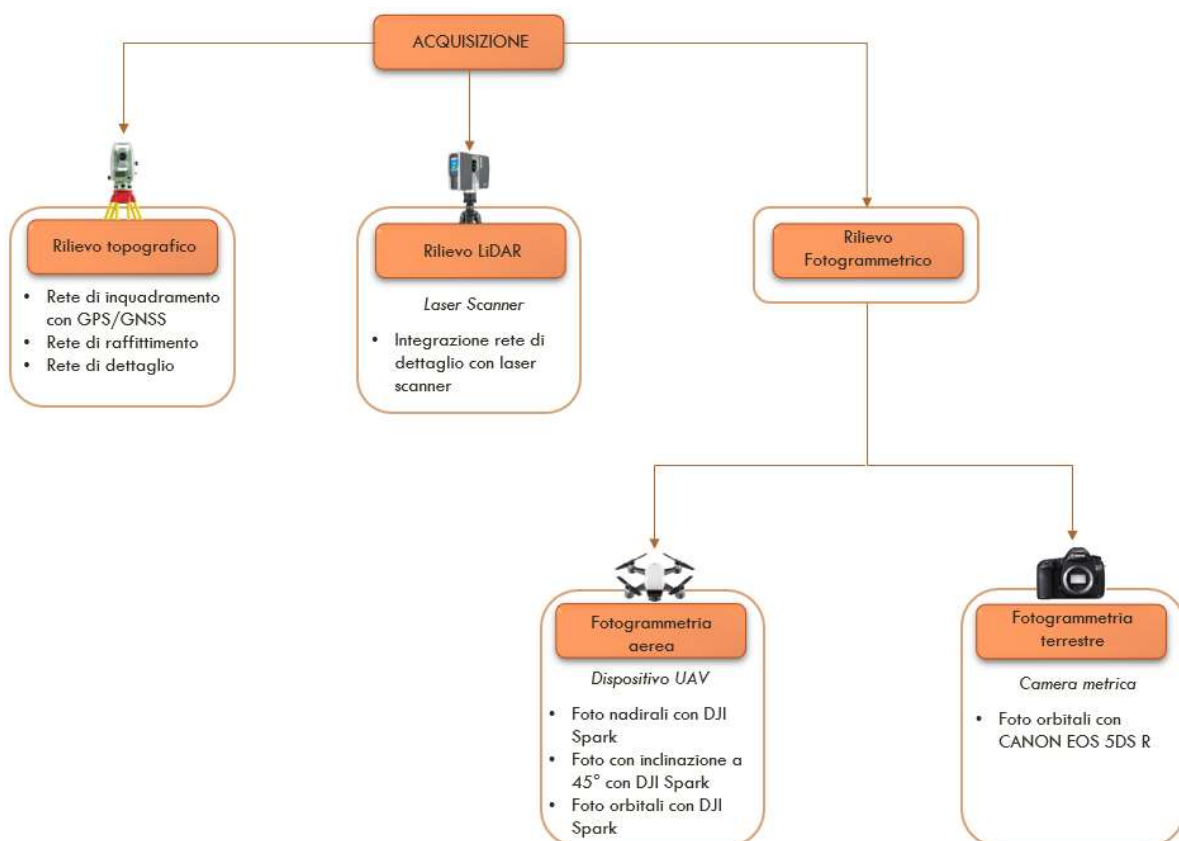 ACQUISIZIONE
Rilievo topografico
• Rete di inquadramento
con GPS/GNSS
• Rete di raffittimento
• Rete di dettaglio
Rilievo LiDAR
Laser Scanner
• Integrazione rete di
dettaglio con laser
scanner
Rilievo
Fotogrammetrico
Fotogrammetria
aerea
Dispositivo UAV
• Foto nadirali con DJI
Spark
• Foto con inclinazione a
45° con DJI Spark
• Foto orbitali con DJI
Spark
Fotogrammetria
terrestre
Camera metrica
• Foto orbitali con
CANON EOS 5DS R